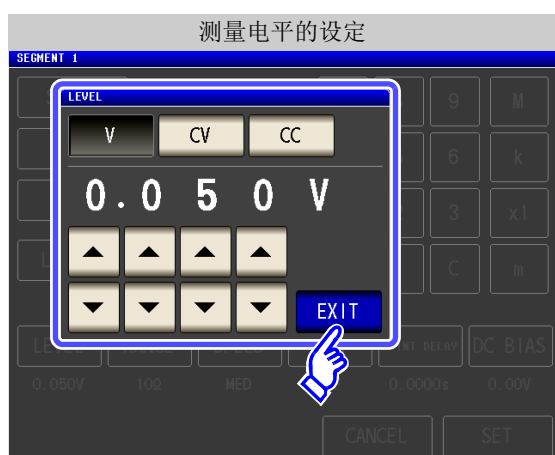 测量电平的设定
SEGMENT 1
LEVEL
V CV CC
0.050 V
EXIT
9 M
6 k
3 x1
C m
DC BIAS
0.050V 10Ω MED 0.0000s 0.00V
CANCEL SET